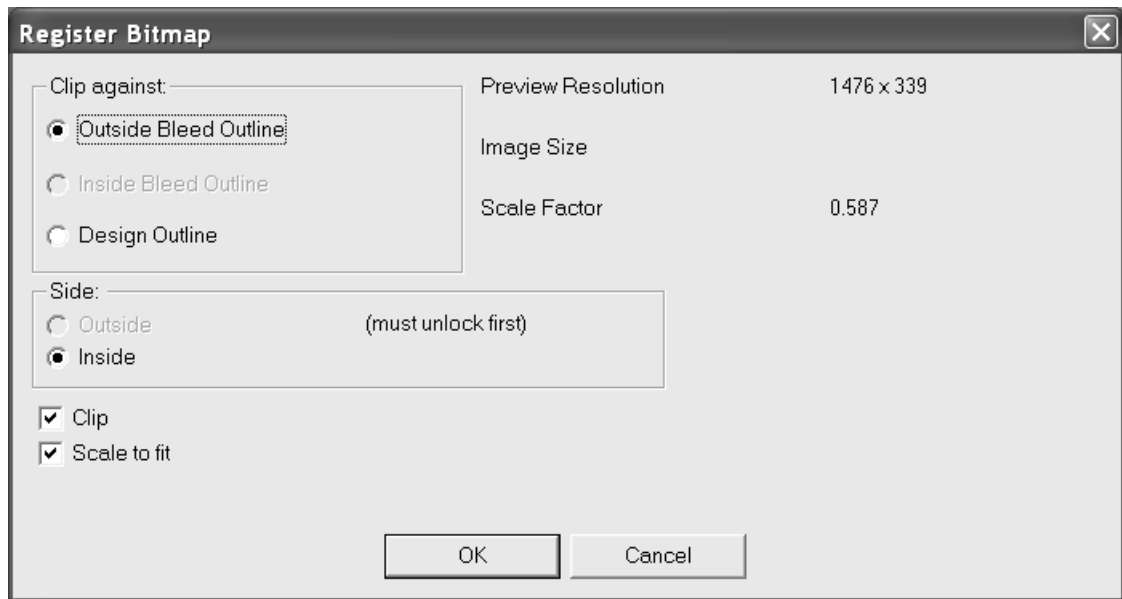 Register Bitmap
Clip against:
Outside Bleed Outline
Inside Bleed Outline
Design Outline
Preview Resolution 1476 x 339
Image Size
Scale Factor 0.587
Side:
Outside (must unlock first)
Inside
Clip
Scale to fit
OK Cancel